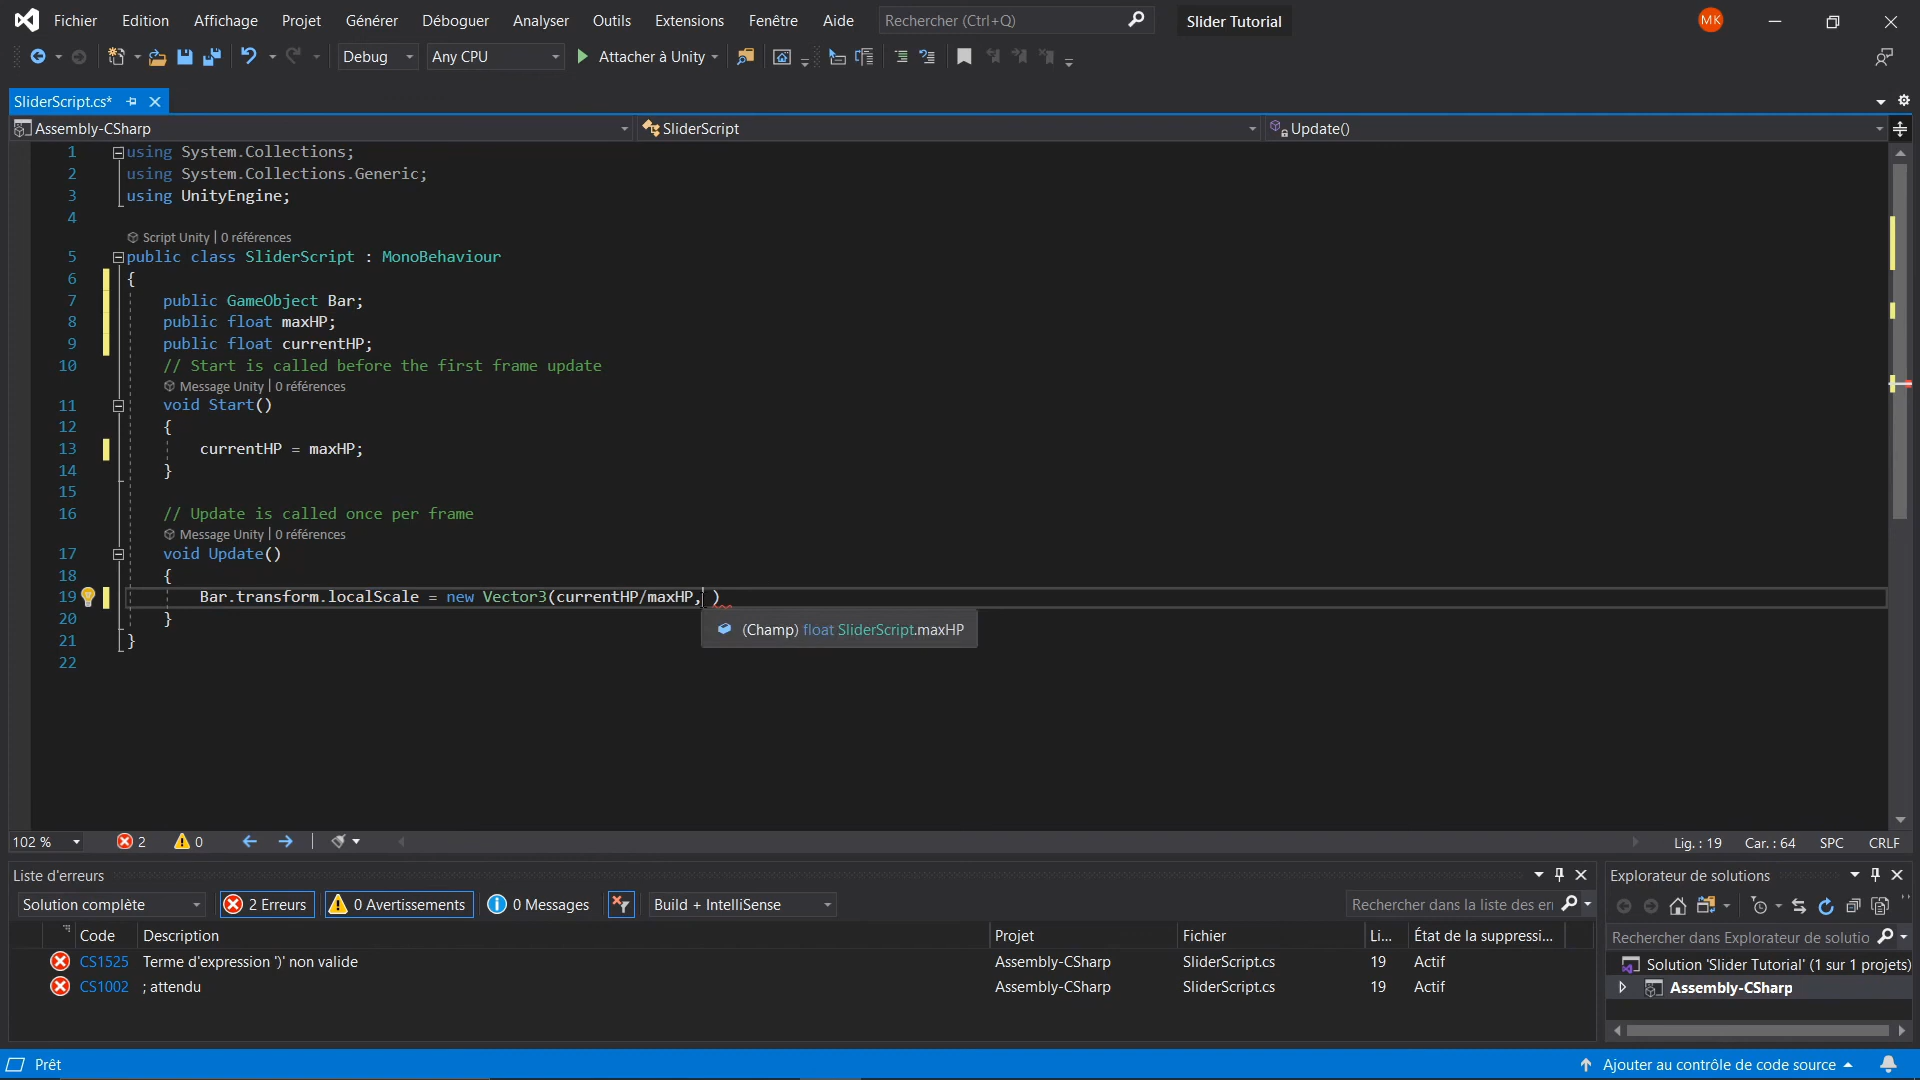 Fichier Edition Affichage Projet Générer Déboguer Analyser Outils Extensions Fenêtre Aide Rechercher (Ctrl+Q) Slider Tutorial MK
Debug Any CPU Attacher à Unity
SliderScript.cs*
Assembly-CSharp SliderScript Update()
1 using System.Collections;
2 using System.Collections.Generic;
3 using UnityEngine;
4
Script Unity | 0 références
5 public class SliderScript : MonoBehaviour
6 {
7 public GameObject Bar;
8 public float maxHP;
9 public float currentHP;
10 // Start is called before the first frame update
Message Unity | 0 références
11 void Start()
12 {
13 currentHP = maxHP;
14 }
15
16 // Update is called once per frame
Message Unity | 0 références
17 void Update()
18 {
19 Bar.transform.localScale = new Vector3(currentHP/maxHP, )
20 }
(Champ) float SliderScript.maxHP
21 }
22
102 % 2 0 Lig. : 19 Car. : 64 SPC CRLF
Liste d'erreurs
Solution complète 2 Erreurs 0 Avertissements 0 Messages Build + IntelliSense Rechercher dans la liste des err
Code Description Projet Fichier Li... État de la suppressi...
CS1525 Terme d'expression ')' non valide Assembly-CSharp SliderScript.cs 19 Actif
CS1002 ; attendu Assembly-CSharp SliderScript.cs 19 Actif
Explorateur de solutions
Rechercher dans Explorateur de solutio
Solution 'Slider Tutorial' (1 sur 1 projets)
Assembly-CSharp
Prêt Ajouter au contrôle de code source